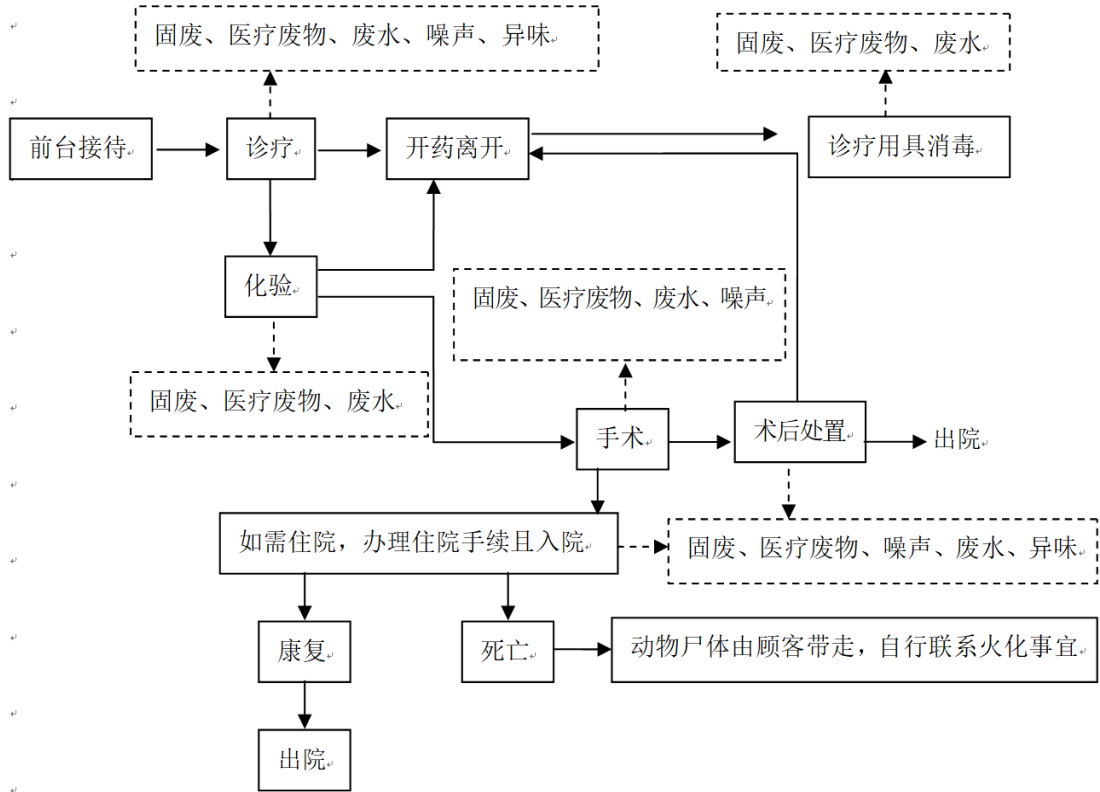 固废、医疗废物、废水、噪声、异味
固废、医疗废物、废水
前台接待
诊疗
开药离开
诊疗用具消毒
化验
固废、医疗废物、废水、噪声
固废、医疗废物、废水
手术
术后处置
出院
如需住院，办理住院手续且入院
固废、医疗废物、噪声、废水、异味
康复
死亡
动物尸体由顾客带走，自行联系火化事宜
出院